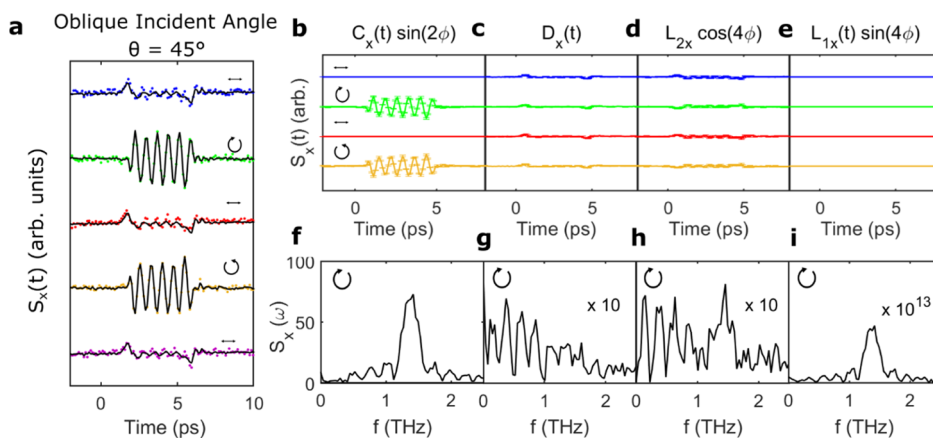 a
Oblique Incident Angle
θ = 45°
S_x(t) (arb. units)
0 5 10
Time (ps)
b
C_x(t) sin(2ϕ)
c
D_x(t)
d
L_2x cos(4ϕ)
e
L_1x(t) sin(4ϕ)
S_x(t) (arb.)
0 5
0 5
0 5
0 5
Time (ps)
Time (ps)
Time (ps)
Time (ps)
f
g
h
i
100
50
0
S_x (ω)
x 10
x 10
x 10^13
0 1 2
0 1 2
0 1 2
0 1 2
f (THz)
f (THz)
f (THz)
f (THz)